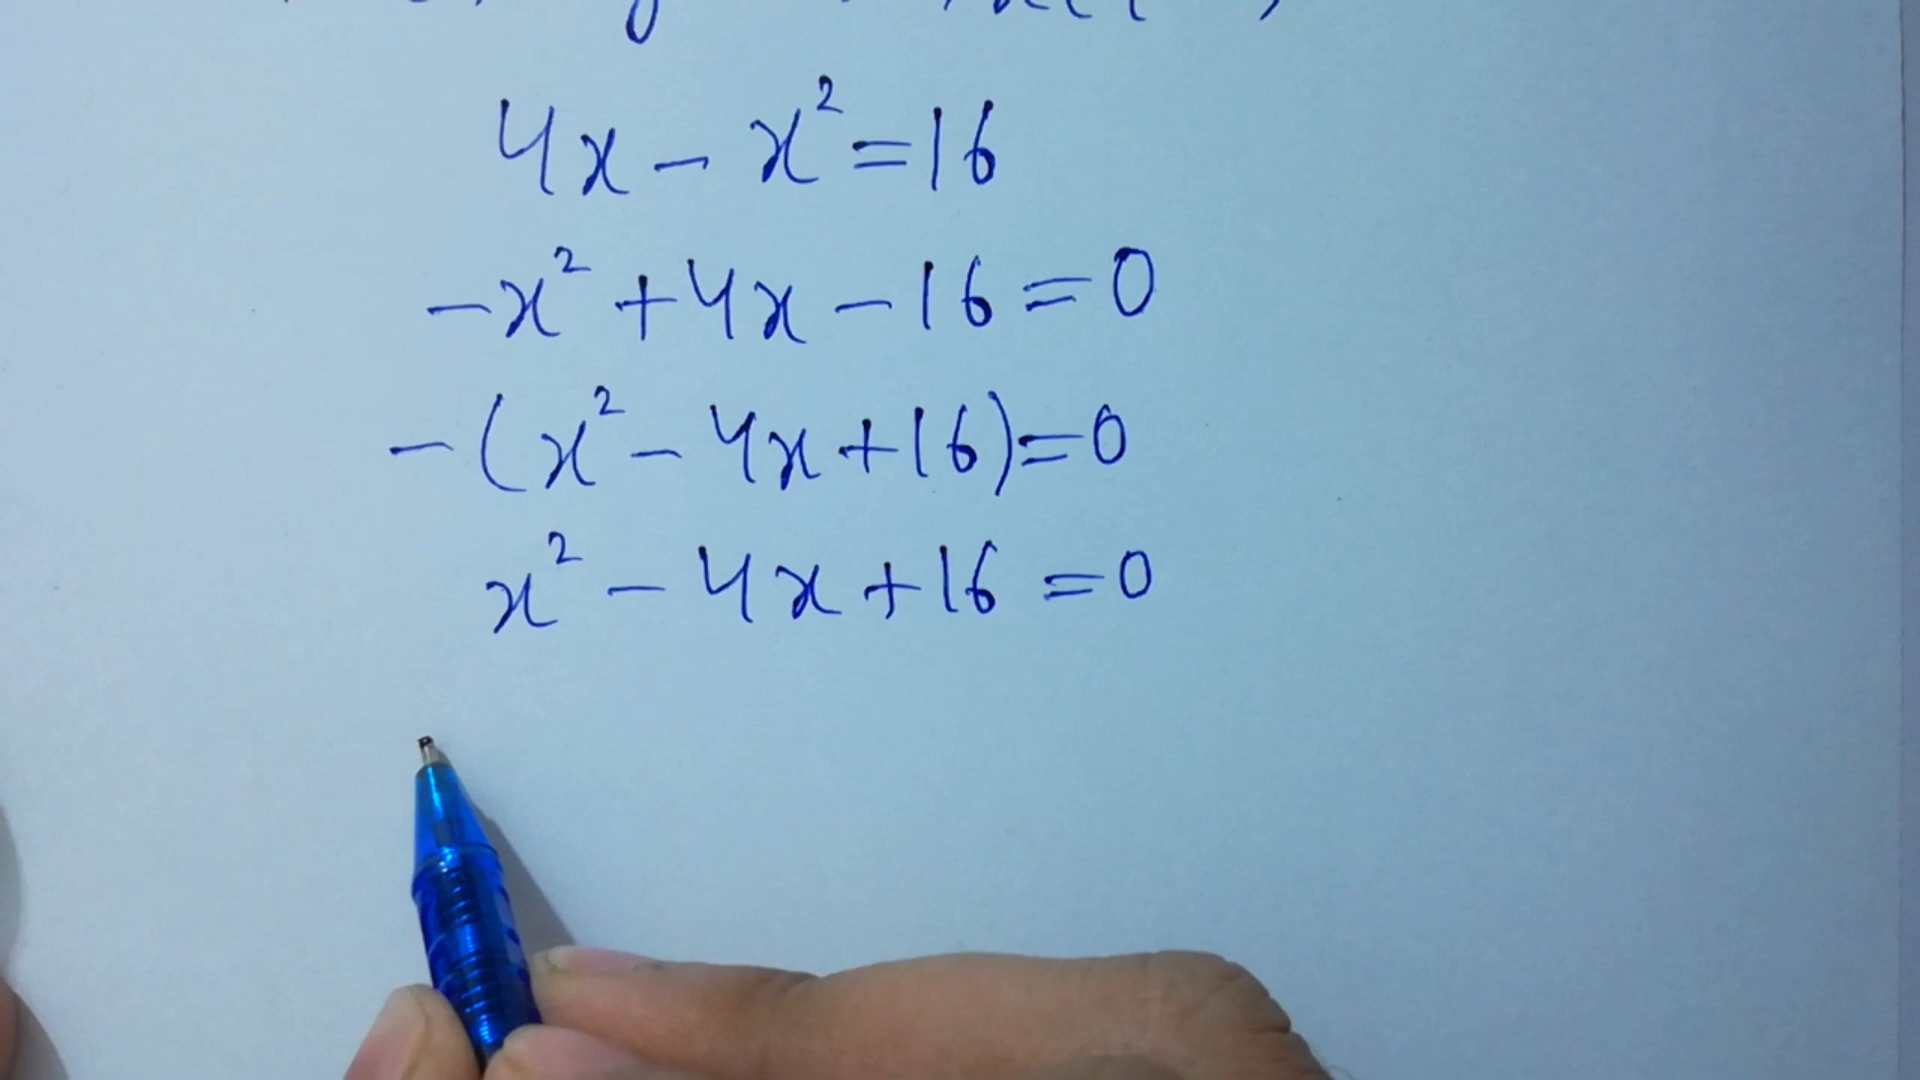 4x - x² = 16
-x² + 4x - 16 = 0
-(x² - 4x + 16) = 0
x² - 4x + 16 = 0